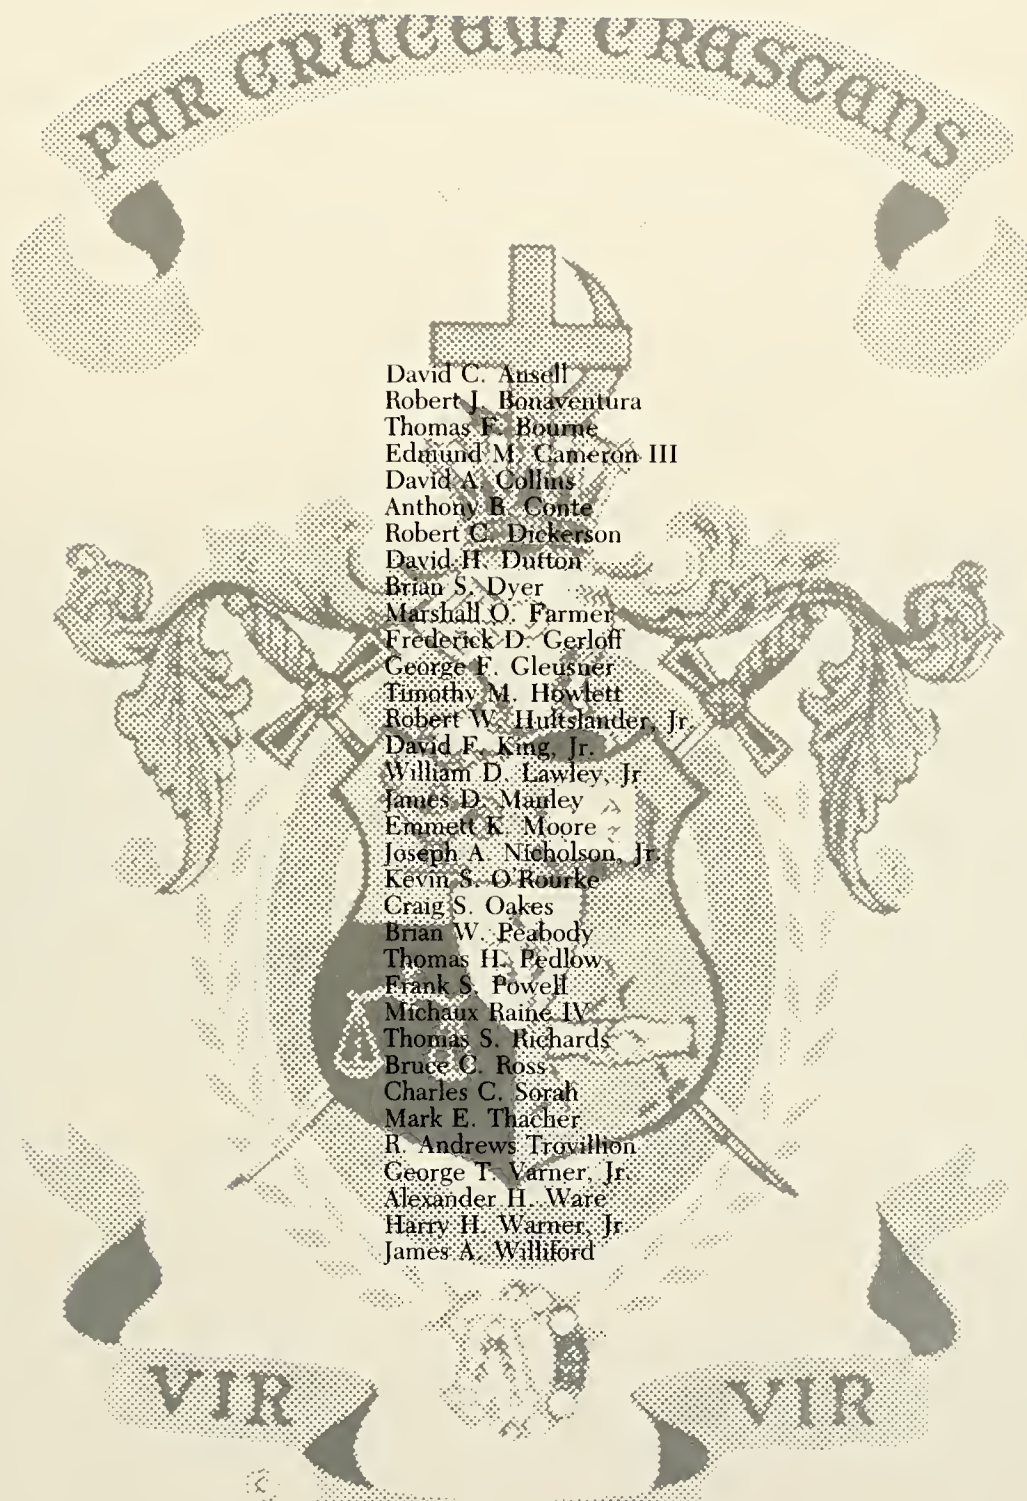 PER CRUCEM CRESCENS
David C. Ansell
Robert J. Bonaventura
Thomas F. Bourne
Edmund M. Cameron III
David A. Collins
Anthony B. Conte
Robert C. Dickerson
David H. Dutton
Brian S. Dyer
Marshall O. Farmer
Frederick D. Gerloff
George F. Gleusner
Timothy M. Howlett
Robert W. Hultslander, Jr.
David F. King, Jr.
William D. Lawley, Jr.
James D. Manley
Emmett K. Moore
Joseph A. Nicholson, Jr.
Kevin S. O'Rourke
Craig S. Oakes
Brian W. Peabody
Thomas H. Pedlow
Frank S. Powell
Michaux Raine IV
Thomas S. Richards
Bruce C. Ross
Charles C. Sorah
Mark E. Thacher
R. Andrews Trovillion
George T. Varner, Jr.
Alexander H. Ware
Harry H. Warner, Jr.
James A. Williford
VIR VIR